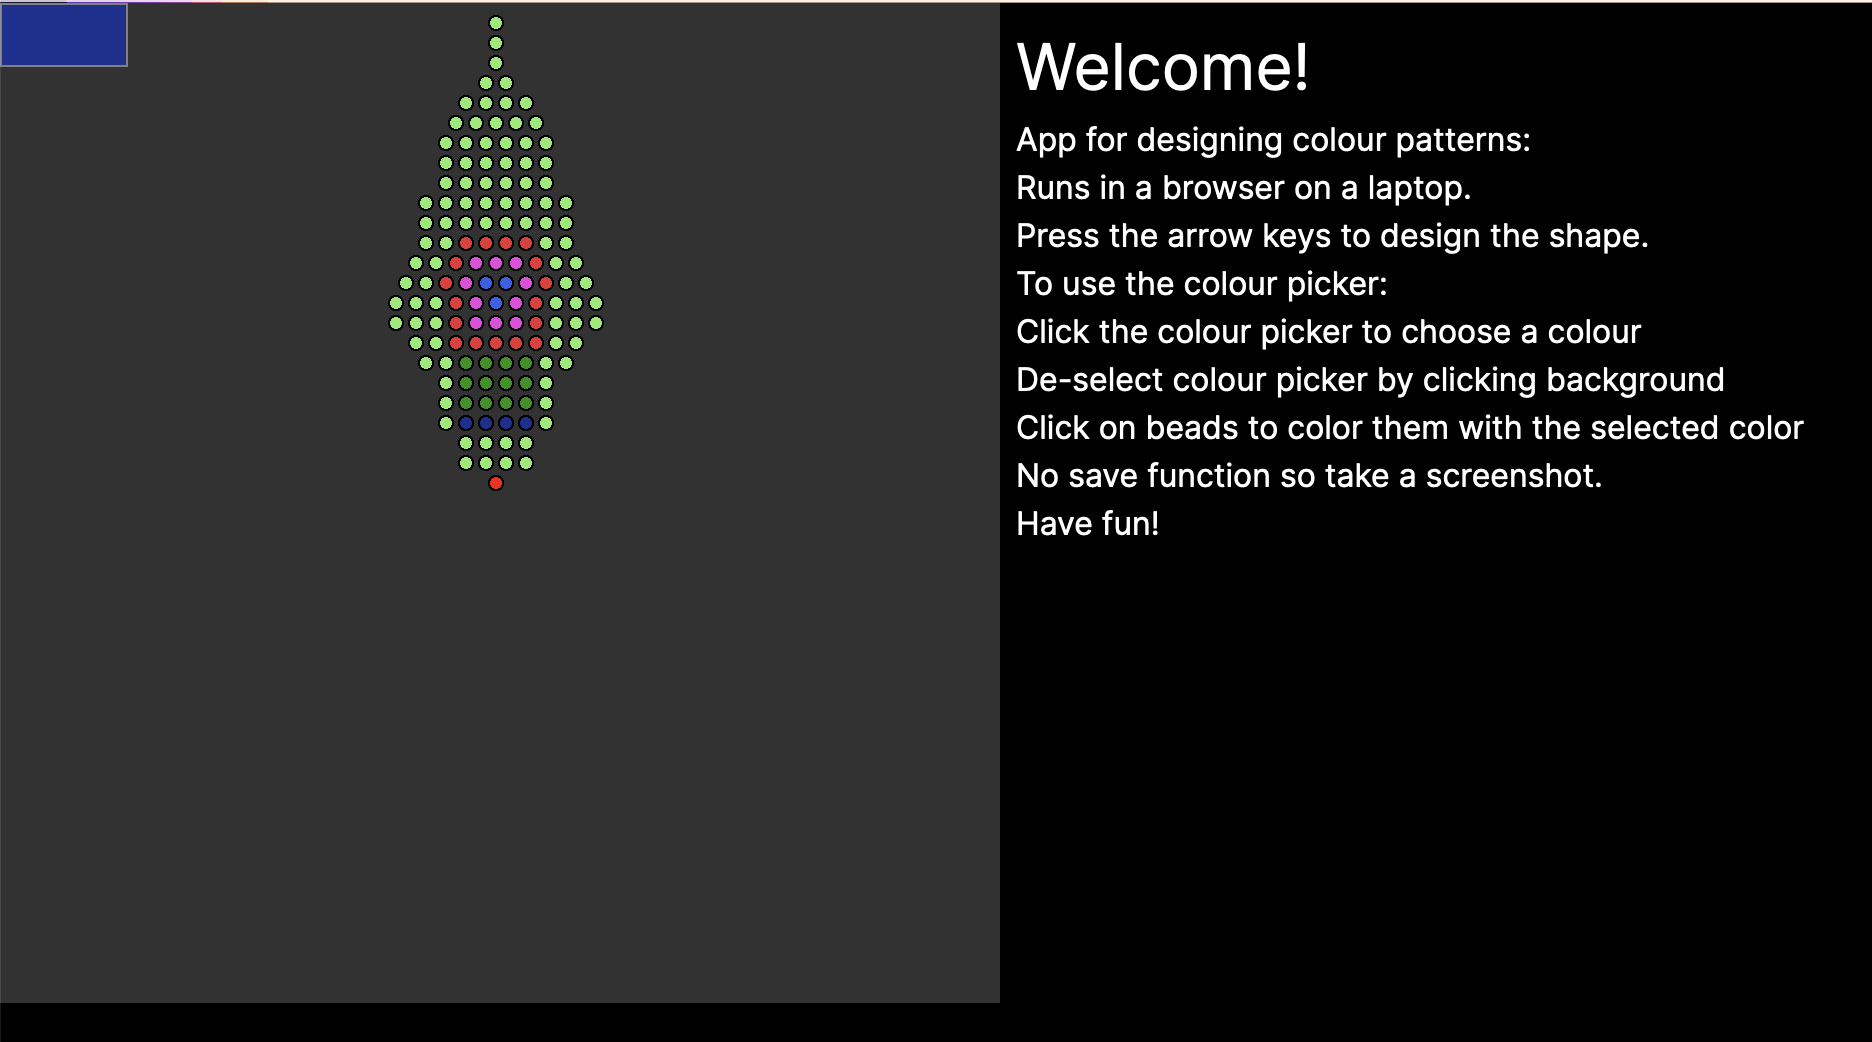 Welcome!
App for designing colour patterns:
Runs in a browser on a laptop.
Press the arrow keys to design the shape.
To use the colour picker:
Click the colour picker to choose a colour
De-select colour picker by clicking background
Click on beads to color them with the selected color
No save function so take a screenshot.
Have fun!